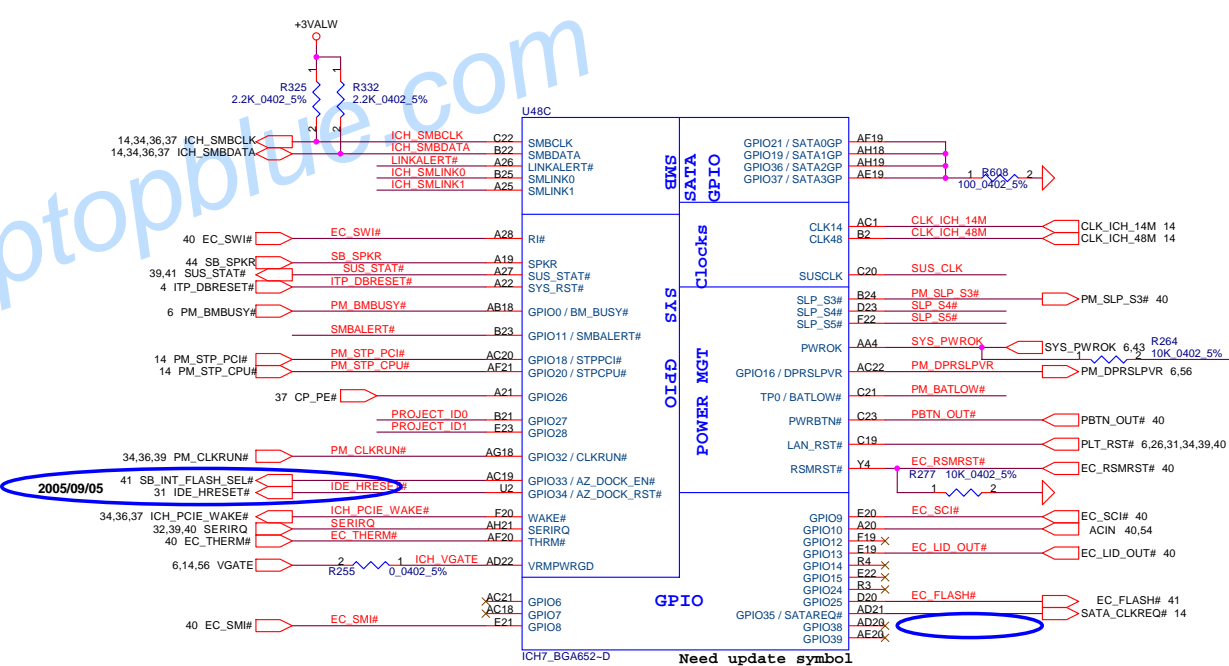 +3VALW
R325
2.2K_0402_5%
R332
2.2K_0402_5%
1 1
2 2
U48C
14,34,36,37 ICH_SMBCLK ICH_SMBCLK C22 SMBCLK
14,34,36,37 ICH_SMBDATA ICH_SMBDATA B22 SMBDATA
LINKALERT# A26 LINKALERT#
ICH_SMLINK0 B25 SMLINK0
ICH_SMLINK1 A25 SMLINK1
SMB
SATA
GPIO
GPIO21 / SATA0GP AF19
GPIO19 / SATA1GP AH18
GPIO36 / SATA2GP AH19
GPIO37 / SATA3GP AE19
1 R608 2
100_0402_5%
Clocks
CLK14 AC1 CLK_ICH_14M CLK_ICH_14M 14
CLK48 B2 CLK_ICH_48M CLK_ICH_48M 14
SUSCLK C20 SUS_CLK
40 EC_SWI# EC_SWI# A28 RI#
44 SB_SPKR SB_SPKR A19 SPKR
39,41 SUS_STAT# SUS_STAT# A27 SUS_STAT#
4 ITP_DBRESET# ITP_DBRESET# A22 SYS_RST#
6 PM_BMBUSY# PM_BMBUSY# AB18 GPIO0 / BM_BUSY#
SMBALERT# B23 GPIO11 / SMBALERT#
14 PM_STP_PCI# PM_STP_PCI# AC20 GPIO18 / STPPCI#
14 PM_STP_CPU# PM_STP_CPU# AF21 GPIO20 / STPCPU#
37 CP_PE# A21 GPIO26
PROJECT_ID0 B21 GPIO27
PROJECT_ID1 E23 GPIO28
34,36,39 PM_CLKRUN# PM_CLKRUN# AG18 GPIO32 / CLKRUN#
2005/09/05
41 SB_INT_FLASH_SEL# AC19 GPIO33 / AZ_DOCK_EN#
31 IDE_HRESET# IDE_HRESET# U2 GPIO34 / AZ_DOCK_RST#
34,36,37 ICH_PCIE_WAKE# ICH_PCIE_WAKE# F20 WAKE#
32,39,40 SERIRQ SERIRQ AH21 SERIRQ
40 EC_THERM# EC_THERM# AF20 THRM#
6,14,56 VGATE 2 1 ICH_VGATE AD22 VRMPWRGD
R255 0_0402_5%
AC21 GPIO6
AC18 GPIO7
40 EC_SMI# EC_SMI# E21 GPIO8
SYS GPIO
POWER MGT
SLP_S3# B24 PM_SLP_S3# PM_SLP_S3# 40
SLP_S4# D23 SLP_S4#
SLP_S5# F22 SLP_S5#
PWROK AA4 SYS_PWROK SYS_PWROK 6,43
R264
1 2 10K_0402_5%
GPIO16 / DPRSLPVR AC22 PM_DPRSLPVR PM_DPRSLPVR 6,56
TP0 / BATLOW# C21 PM_BATLOW#
PWRBTN# C23 PBTN_OUT# PBTN_OUT# 40
LAN_RST# C19 PLT_RST# 6,26,31,34,39,40
RSMRST# Y4 EC_RSMRST# EC_RSMRST# 40
R277 10K_0402_5%
1 2
GPIO9 E20 EC_SCI# EC_SCI# 40
GPIO10 A20 ACIN 40,54
GPIO12 F19
GPIO13 E19 EC_LID_OUT# EC_LID_OUT# 40
GPIO14 R4
GPIO15 E22
GPIO24 R3
GPIO25 D20 EC_FLASH# EC_FLASH# 41
GPIO35 / SATAREQ# AD21 SATA_CLKREQ# 14
GPIO38 AD20
GPIO39 AE20
GPIO
ICH7_BGA652~D
Need update symbol
ptopblue.com